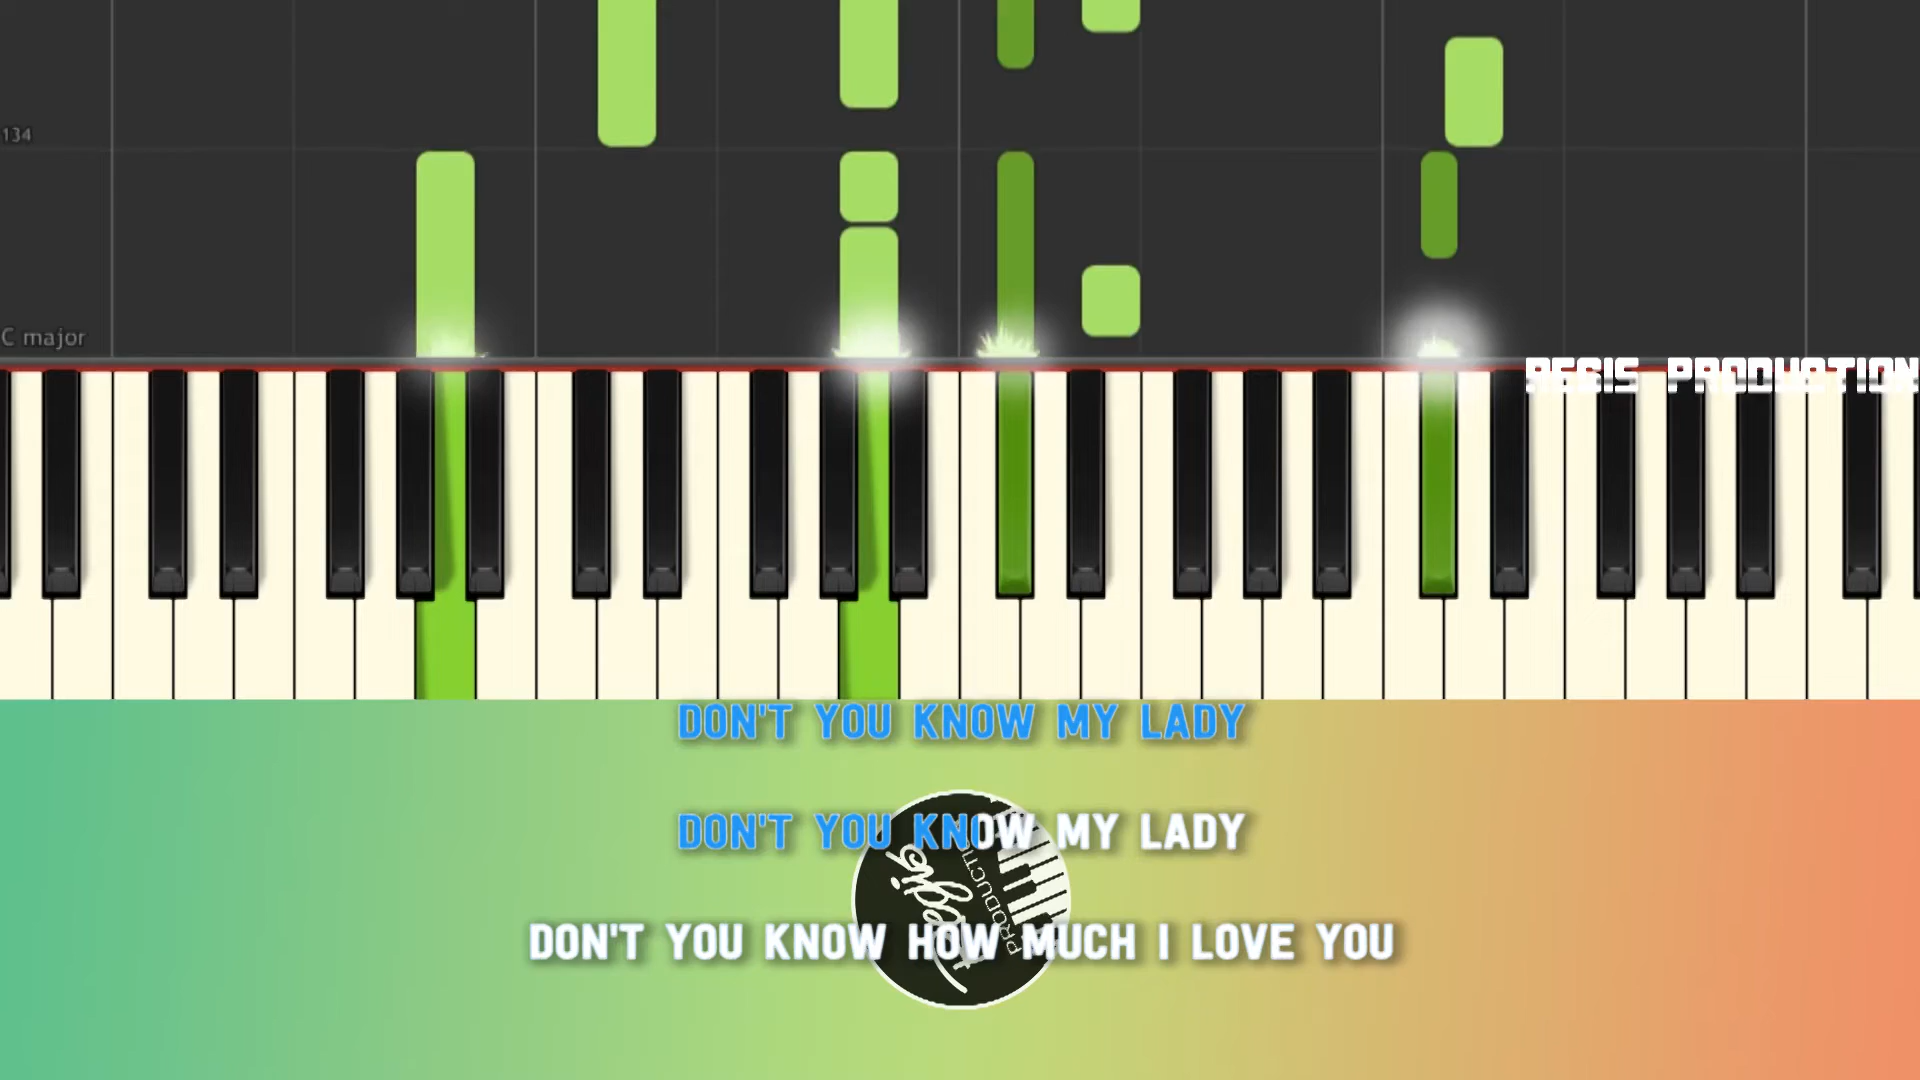 134
C major
REGIS PRODUCTION
DON'T YOU KNOW MY LADY
DON'T YOU KNOW MY LADY
DON'T YOU KNOW HOW MUCH I LOVE YOU